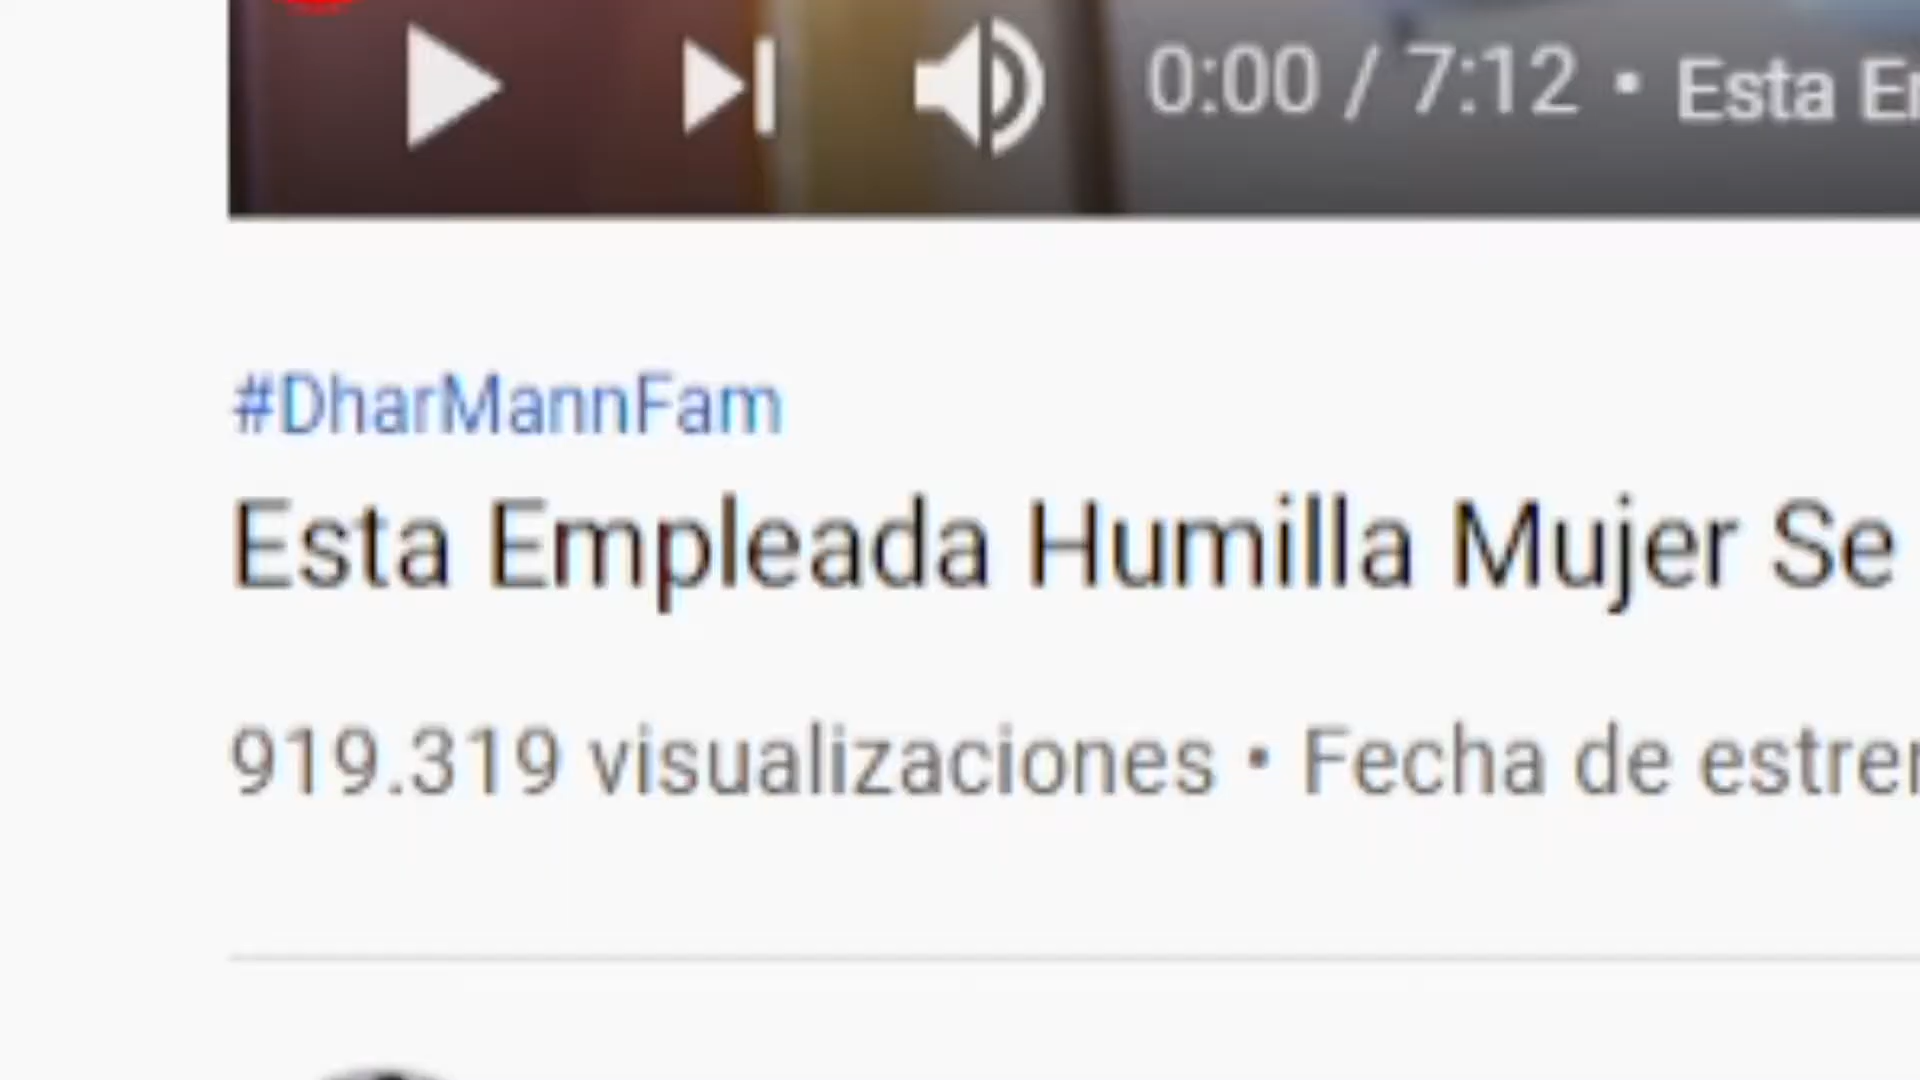 0:00 / 7:12 • Esta
#DharMannFam
Esta Empleada Humilla Mujer Se
919.319 visualizaciones • Fecha de